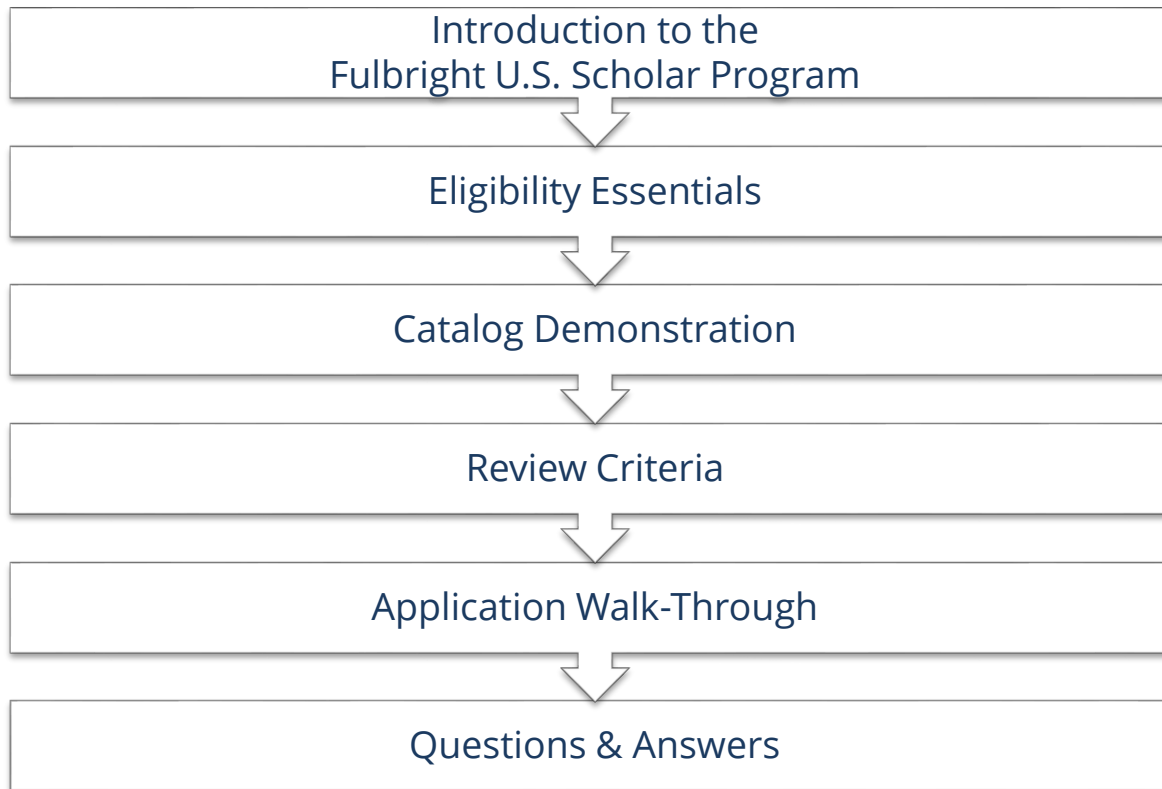 Introduction to the
Fulbright U.S. Scholar Program
Eligibility Essentials
Catalog Demonstration
Review Criteria
Application Walk-Through
Questions & Answers